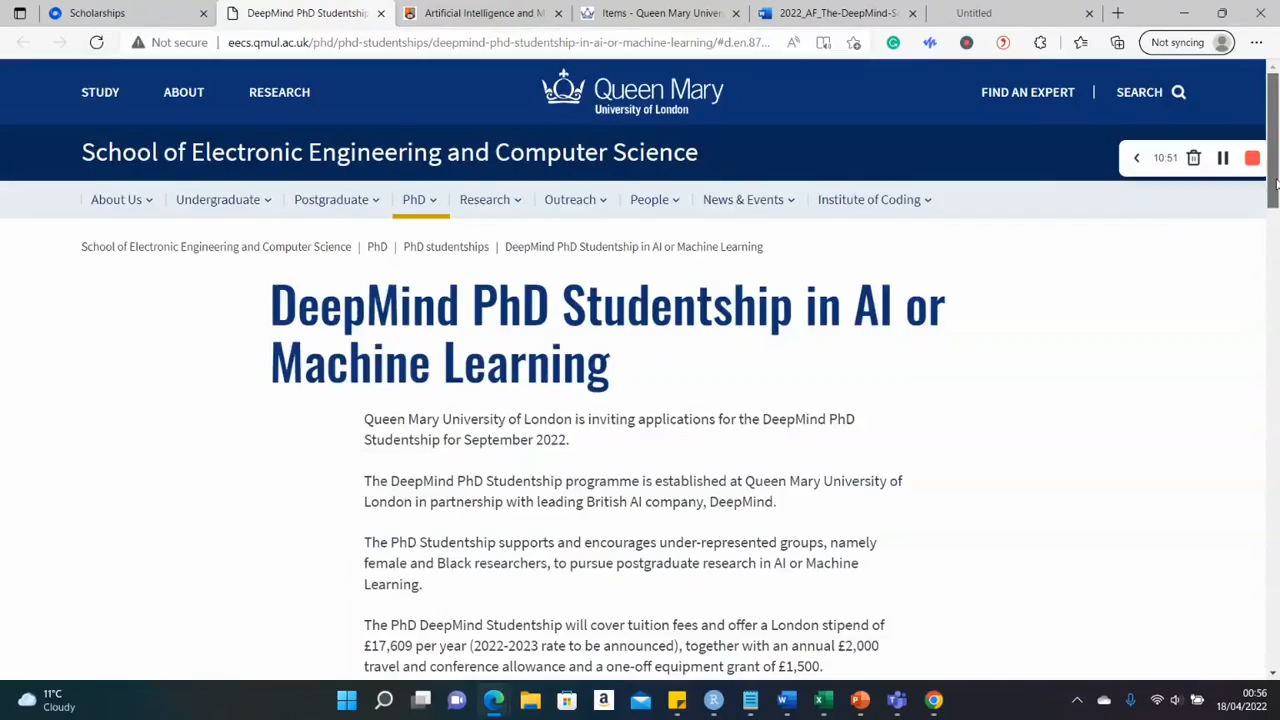 Scholarships
DeepMind PhD Studentship
Artificial Intelligence and M
Items - Queen Mary Univer
2022_AF_The-DeepMind-S
Untitled
Not secure
eecs.qmul.ac.uk/phd/phd-studentships/deepmind-phd-studentship-in-ai-or-machine-learning/#d.en.87...
Not syncing
STUDY ABOUT RESEARCH
Queen Mary
University of London
FIND AN EXPERT SEARCH
School of Electronic Engineering and Computer Science
10:51
About Us Undergraduate Postgraduate PhD Research Outreach People News & Events Institute of Coding
School of Electronic Engineering and Computer Science | PhD | PhD studentships | DeepMind PhD Studentship in AI or Machine Learning
DeepMind PhD Studentship in AI or
Machine Learning
Queen Mary University of London is inviting applications for the DeepMind PhD
Studentship for September 2022.
The DeepMind PhD Studentship programme is established at Queen Mary University of
London in partnership with leading British AI company, DeepMind.
The PhD Studentship supports and encourages under-represented groups, namely
female and Black researchers, to pursue postgraduate research in AI or Machine
Learning.
The PhD DeepMind Studentship will cover tuition fees and offer a London stipend of
£17,609 per year (2022-2023 rate to be announced), together with an annual £2,000
travel and conference allowance and a one-off equipment grant of £1,500.
11°C
Cloudy
00:56
18/04/2022